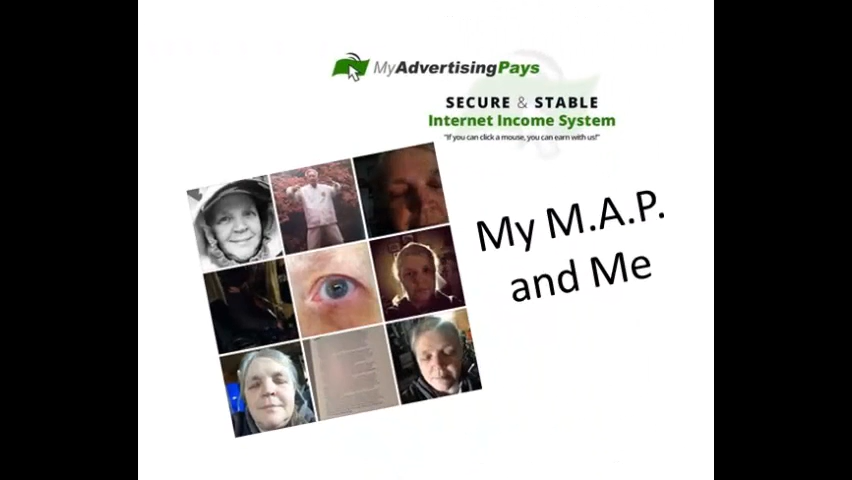 MyAdvertisingPays
SECURE & STABLE
Internet Income System
"If you can click a mouse, you can earn with us!"
My M.A.P.
and Me